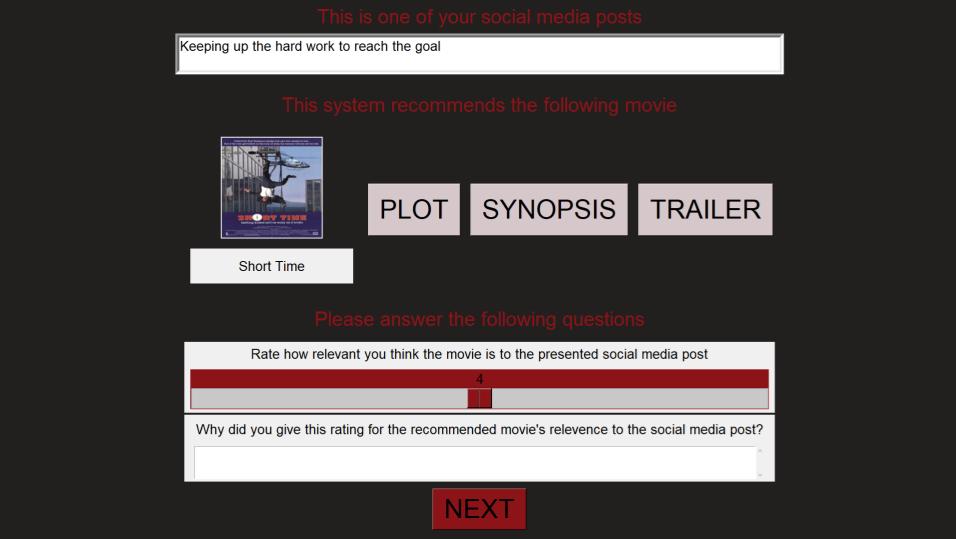 This is one of your social media posts
Keeping up the hard work to reach the goal
This system recommends the following movie
SHORT TIME
PLOT
SYNOPSIS
TRAILER
Short Time
Please answer the following questions
Rate how relevant you think the movie is to the presented social media post
4
Why did you give this rating for the recommended movie's relevence to the social media post?
NEXT